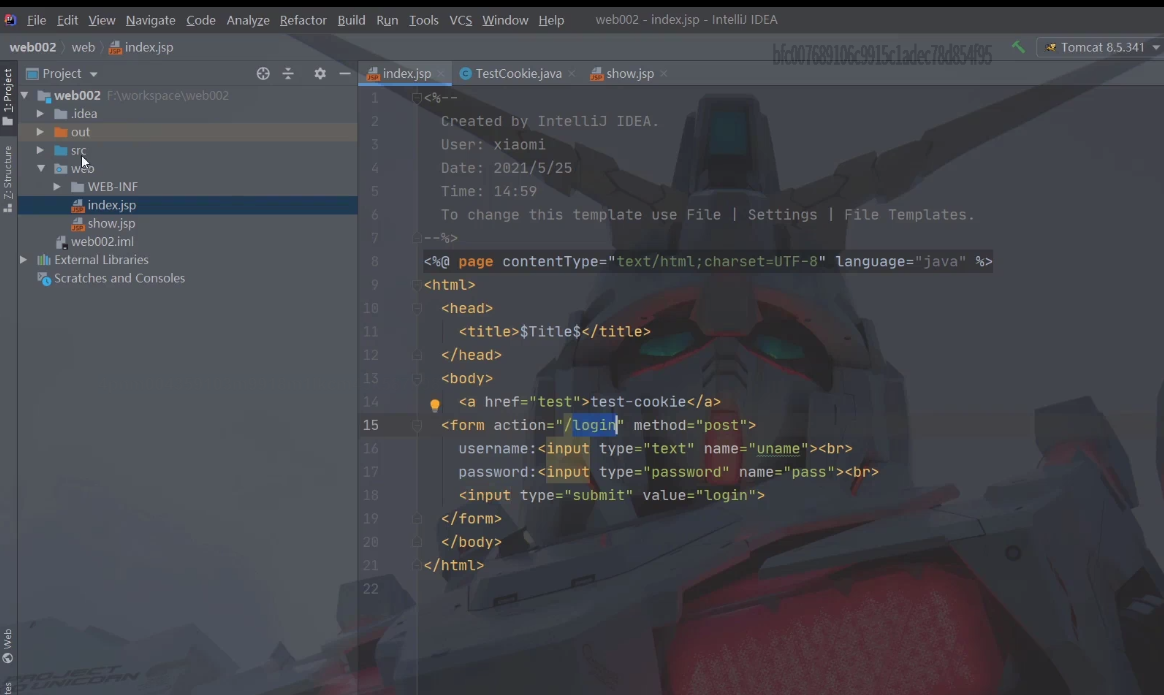 File Edit View Navigate Code Analyze Refactor Build Run Tools VCS Window Help web002 - index.jsp - IntelliJ IDEA
web002 web index.jsp
bfc007689106c9915c1adec78d854f95
Tomcat 8.5.341
1: Project
Project
index.jsp TestCookie.java show.jsp
web002 F:\workspace\web002
.idea
out
src
web
WEB-INF
index.jsp
show.jsp
web002.iml
External Libraries
Scratches and Consoles
Z: Structure
Web
1 <%--
2 Created by IntelliJ IDEA.
3 User: xiaomi
4 Date: 2021/5/25
5 Time: 14:59
6 To change this template use File | Settings | File Templates.
7 --%>
8 <%@ page contentType="text/html;charset=UTF-8" language="java" %>
9 <html>
10 <head>
11 <title>$Title$</title>
12 </head>
13 <body>
14 <a href="test">test-cookie</a>
15 <form action="/login" method="post">
16 username:<input type="text" name="uname"><br>
17 password:<input type="password" name="pass"><br>
18 <input type="submit" value="login">
19 </form>
20 </body>
21 </html>
22
PROJECT
UNICORN